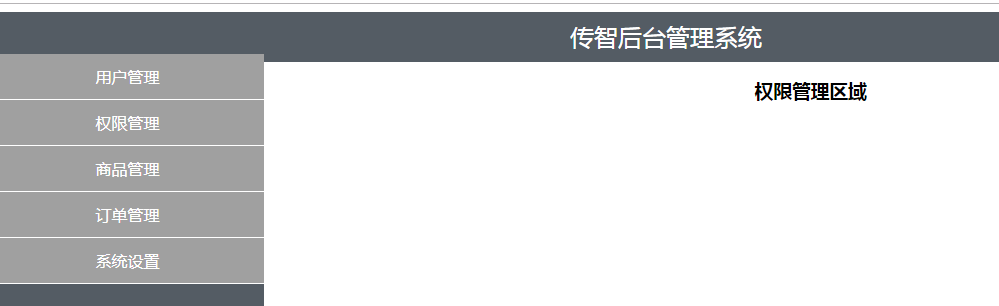 传智后台管理系统
用户管理
权限管理区域
权限管理
商品管理
订单管理
系统设置